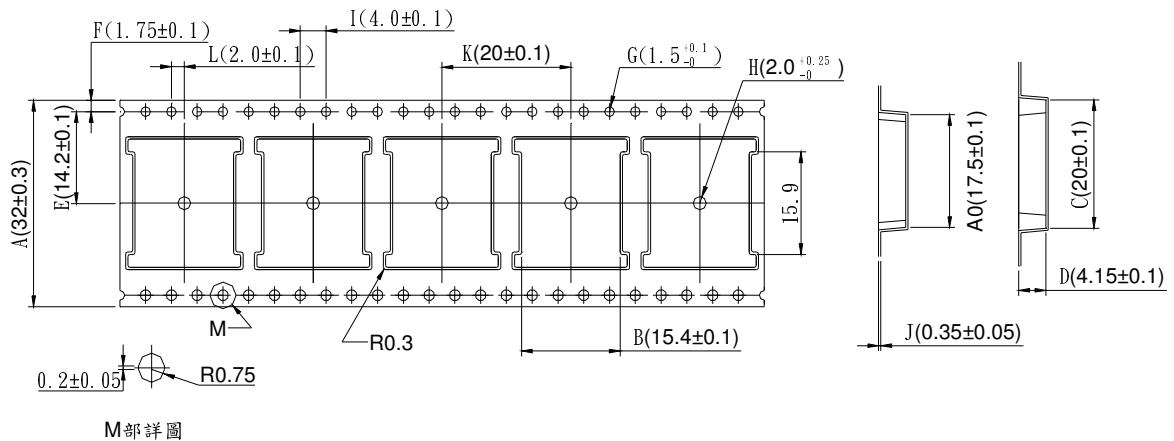 F(1.75±0.1)
I(4.0±0.1)
L(2.0±0.1)
K(20±0.1)
G(1.5 +0.1 -0)
H(2.0 +0.25 -0)
A(32±0.3)
E(14.2±0.1)
15.9
A0(17.5±0.1)
C(20±0.1)
D(4.15±0.1)
M
R0.3
B(15.4±0.1)
J(0.35±0.05)
0.2±0.05
R0.75
M部詳圖